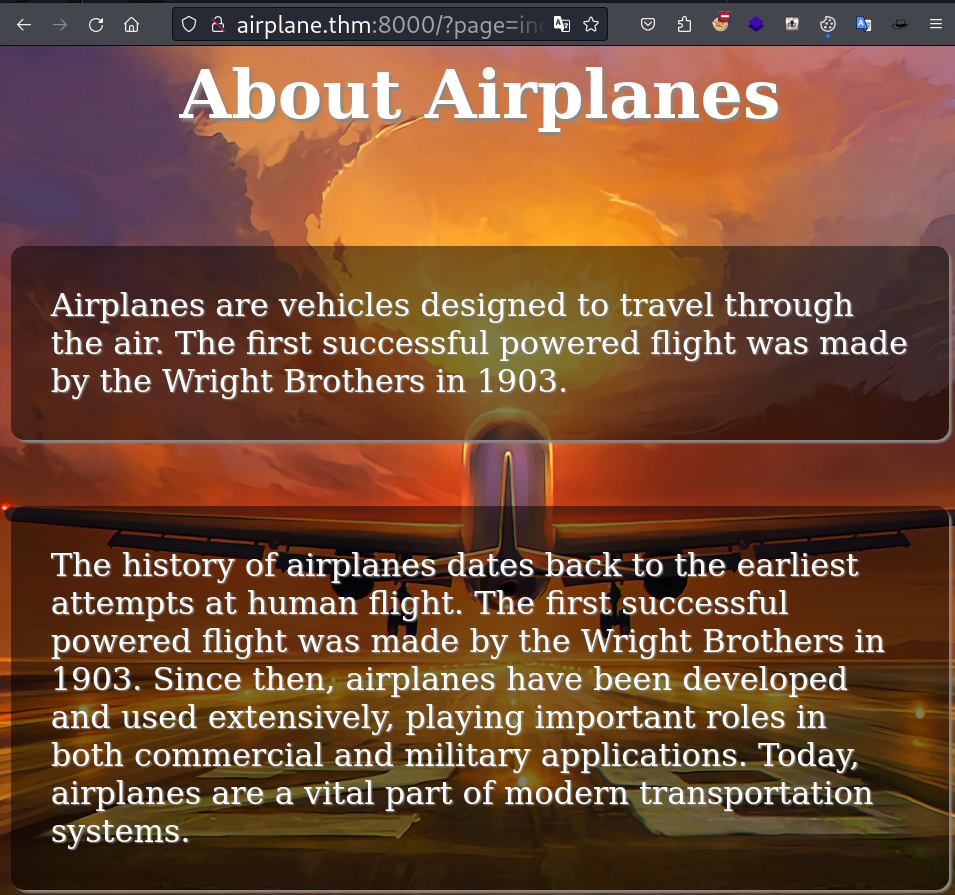 airplane.thm:8000/?page=in
About Airplanes
Airplanes are vehicles designed to travel through
the air. The first successful powered flight was made
by the Wright Brothers in 1903.
The history of airplanes dates back to the earliest
attempts at human flight. The first successful
powered flight was made by the Wright Brothers in
1903. Since then, airplanes have been developed
and used extensively, playing important roles in
both commercial and military applications. Today,
airplanes are a vital part of modern transportation
systems.